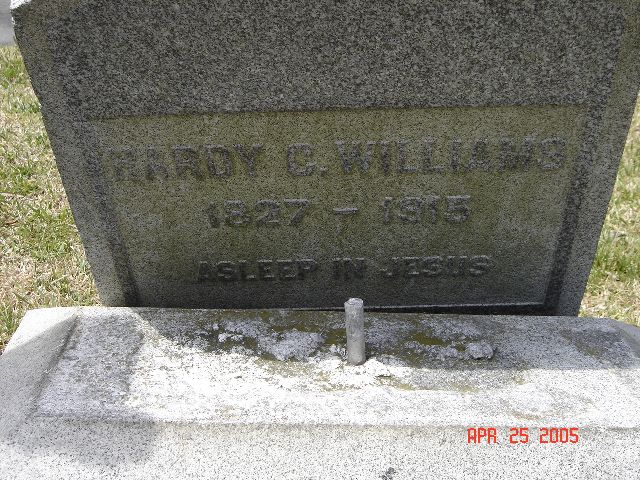 HARDY C. WILLIAMS
1827 - 1915
ASLEEP IN JESUS
APR 25 2005